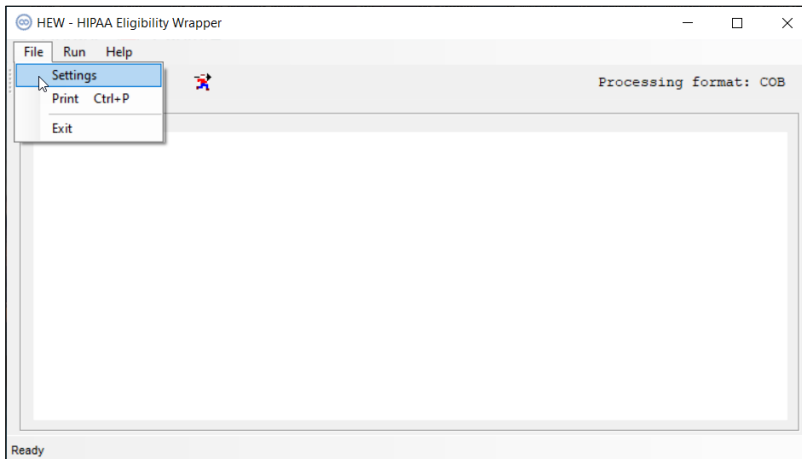 HEW - HIPAA Eligibility Wrapper
File Run Help
Settings
Processing format: COB
Print Ctrl+P
Exit
Ready